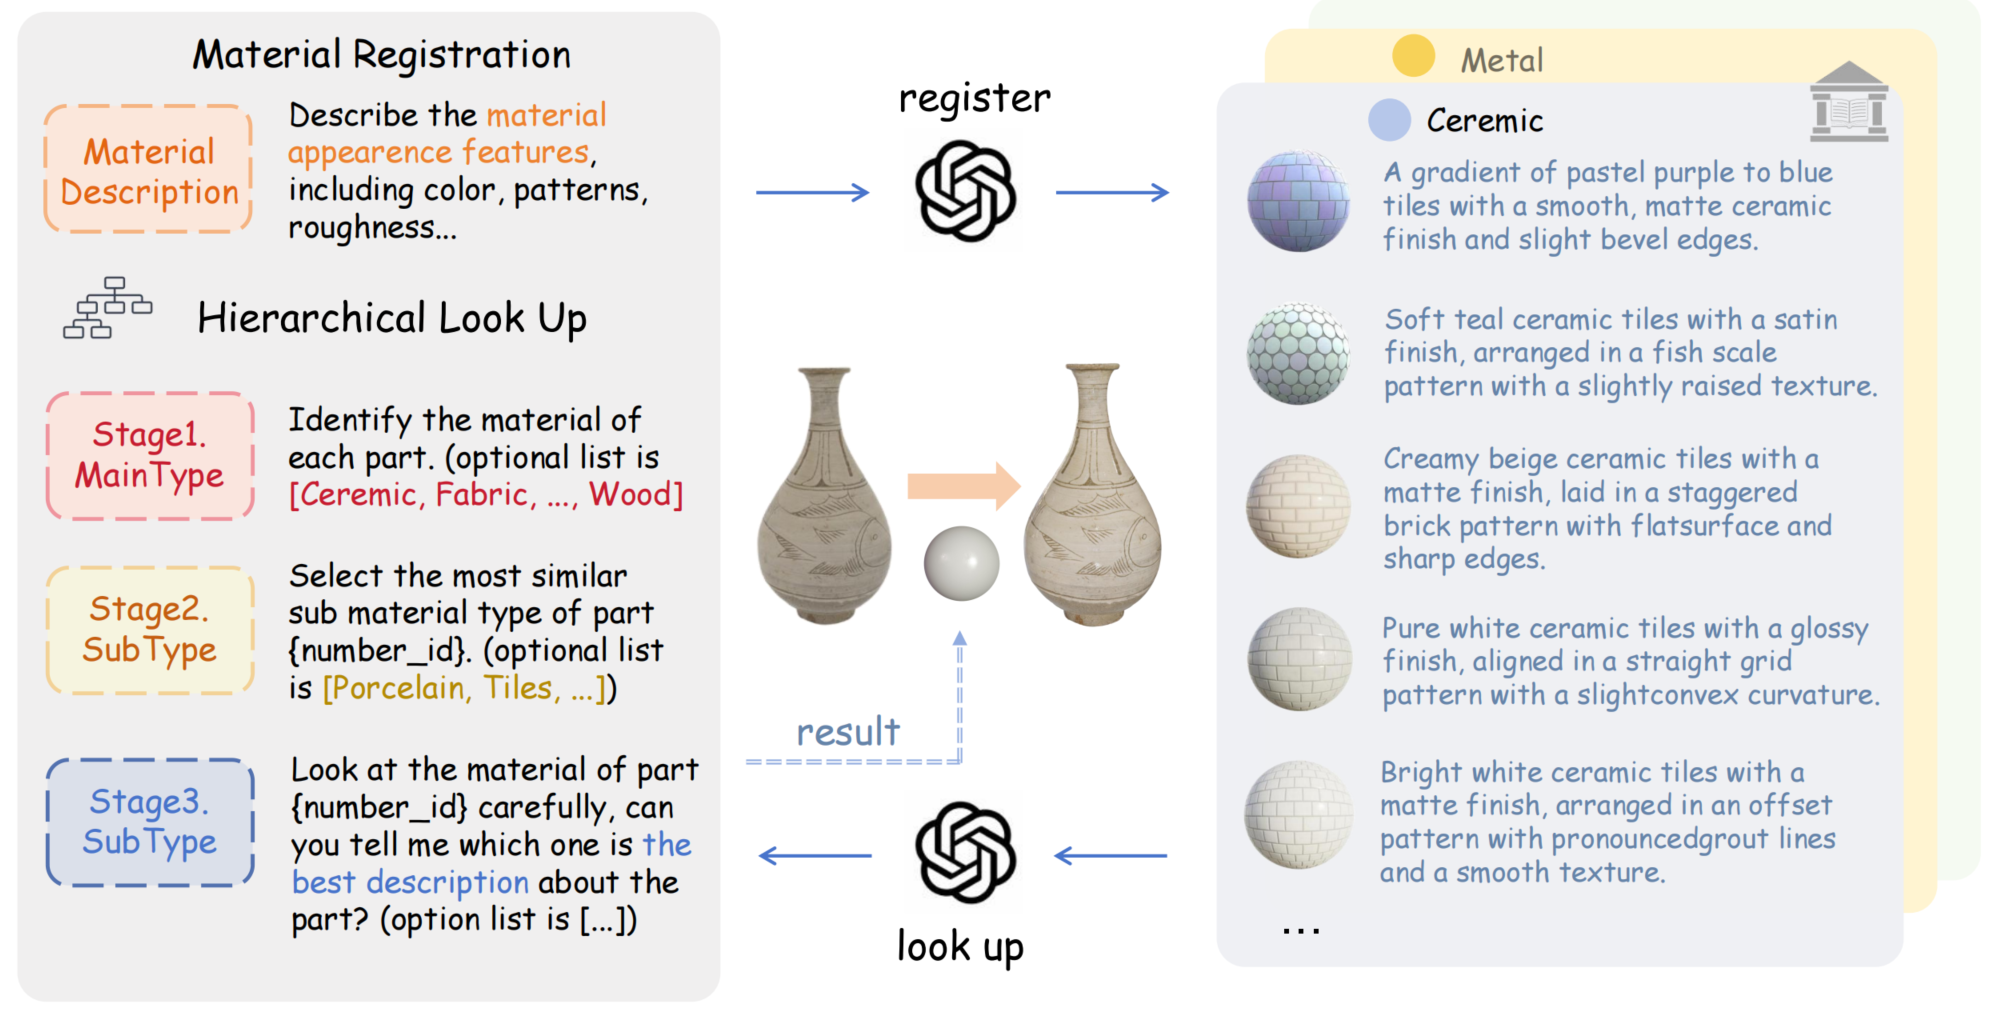 Material Registration
Material
Description
Describe the material
appearence features,
including color, patterns,
roughness...
Hierarchical Look Up
Stage1.
MainType
Identify the material of
each part. (optional list is
[Ceremic, Fabric, ..., Wood]
Stage2.
SubType
Select the most similar
sub material type of part
{number_id}. (optional list
is [Porcelain, Tiles, ...])
Stage3.
SubType
Look at the material of part
{number_id} carefully, can
you tell me which one is the
best description about the
part? (option list is [...])
register
result
look up
Metal
Ceremic
A gradient of pastel purple to blue
tiles with a smooth, matte ceramic
finish and slight bevel edges.
Soft teal ceramic tiles with a satin
finish, arranged in a fish scale
pattern with a slightly raised texture.
Creamy beige ceramic tiles with a
matte finish, laid in a staggered
brick pattern with flatsurface and
sharp edges.
Pure white ceramic tiles with a glossy
finish, aligned in a straight grid
pattern with a slightconvex curvature.
Bright white ceramic tiles with a
matte finish, arranged in an offset
pattern with pronouncedgrout lines
and a smooth texture.
...